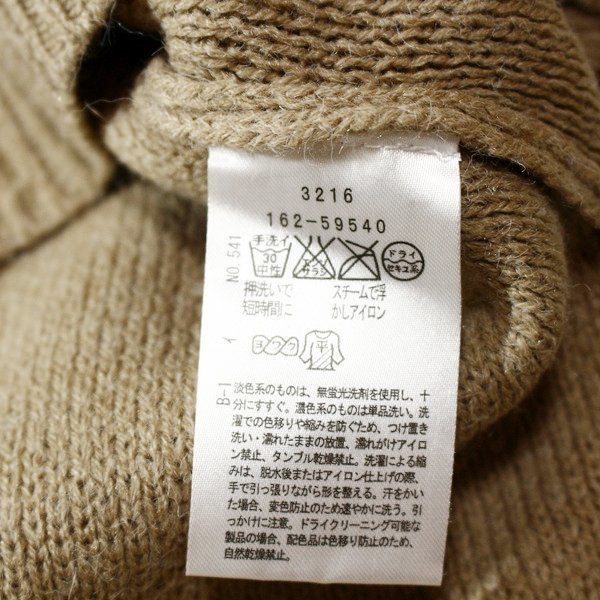 3216
162-59540
NO. 541
手洗イ
30
中性
エンソ
サラシ
ドライ
セキユ系
押洗いで
短時間に
スチームで浮
かしアイロン
イ
ヨワク
平
B-1
淡色系のものは、無蛍光洗剤を使用し、十
分にすすぐ。濃色系のものは単品洗い。洗
濯での色移りや縮みを防ぐため、つけ置き
洗い・濡れたままの放置、濡れがけアイロ
ン禁止、タンブル乾燥禁止。洗濯による縮
みは、脱水後またはアイロン仕上げの際、
手で引っ張りながら形を整える。汗をかい
た場合、変色防止のため速やかに洗う。引
っかけに注意。ドライクリーニング可能な
製品の場合、配色品は色移り防止のため、
自然乾燥禁止。